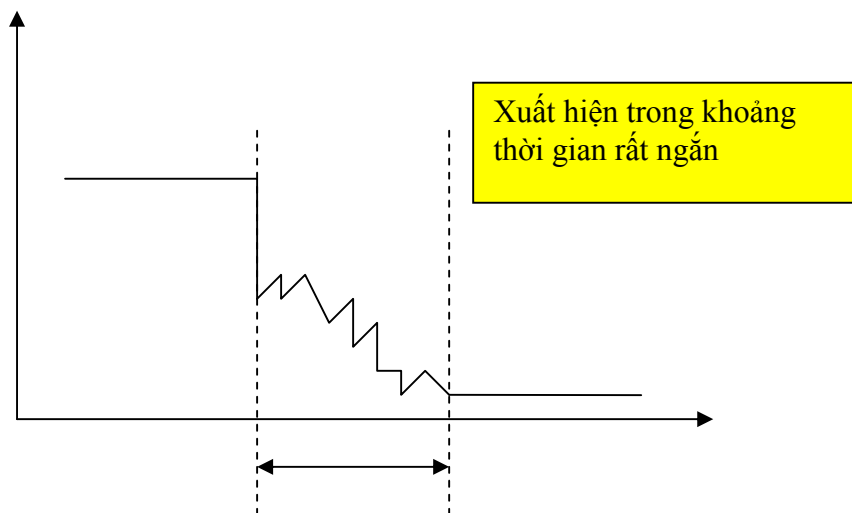 Xuất hiện trong khoảng
thời gian rất ngắn